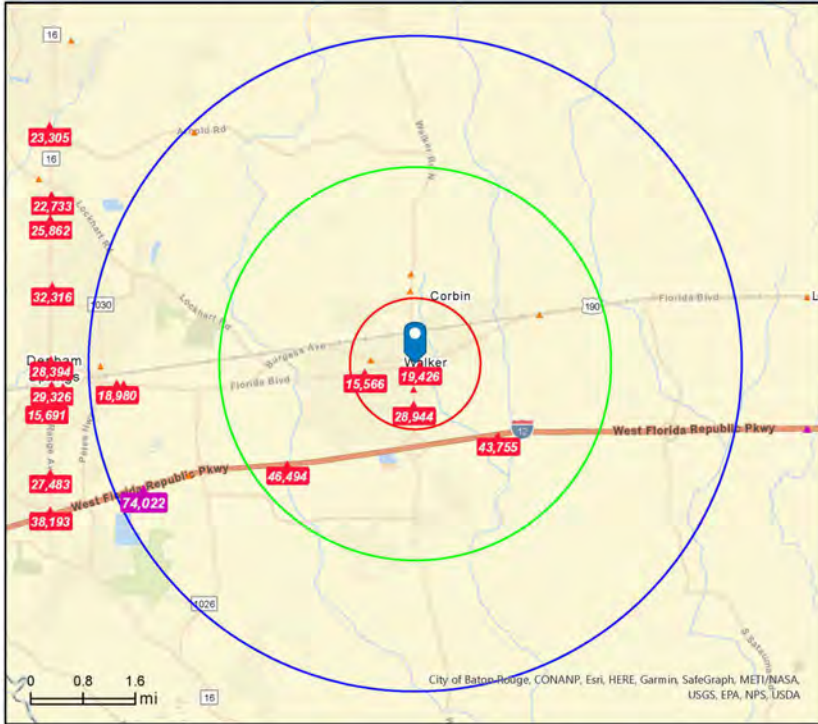 16
23,305
Arnold Rd
16
Walker Rd N
22,733
Lockhart Rd
25,862
32,316
1030
Lockhart Rd
Corbin
190
Florida Blvd
L
Burgess Ave
Walker
19,426
28,394
29,326
18,980
15,691
Florida Blvd
15,566
28,944
Range Ave
Petes Hwy
12
West Florida Republic Pkwy
43,755
46,494
27,483
West Florida Republic Pkwy
74,022
38,193
1026
0 0.8 1.6
mi
16
City of Baton Rouge, CONANP, Esri, HERE, Garmin, SafeGraph, METI/NASA,
USGS, EPA, NPS, USDA